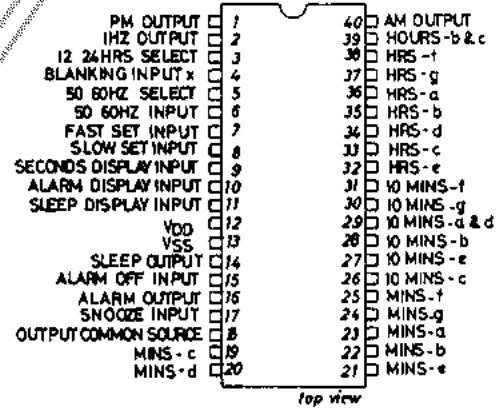 PM OUTPUT 1
1HZ OUTPUT 2
12 24HRS SELECT 3
BLANKING INPUT x 4
50 60HZ SELECT 5
50 60HZ INPUT 6
FAST SET INPUT 7
SLOW SET INPUT 8
SECONDS DISPLAY INPUT 9
ALARM DISPLAY INPUT 10
SLEEP DISPLAY INPUT 11
VDD 12
VSS 13
SLEEP OUTPUT 14
ALARM OFF INPUT 15
ALARM OUTPUT 16
SNOOZE INPUT 17
OUTPUT COMMON SOURCE 8
MINS - c 19
MINS - d 20
40 AM OUTPUT
39 HOURS -b & c
38 HRS -f
37 HRS -g
36 HRS - a
35 HRS - b
34 HRS - d
33 HRS - c
32 HRS - e
31 10 MINS -f
30 10 MINS -g
29 10 MINS -a & d
28 10 MINS - b
27 10 MINS - e
26 10 MINS - c
25 MINS - f
24 MINS.g
23 MINS-a
22 MINS-b
21 MINS-e
top view